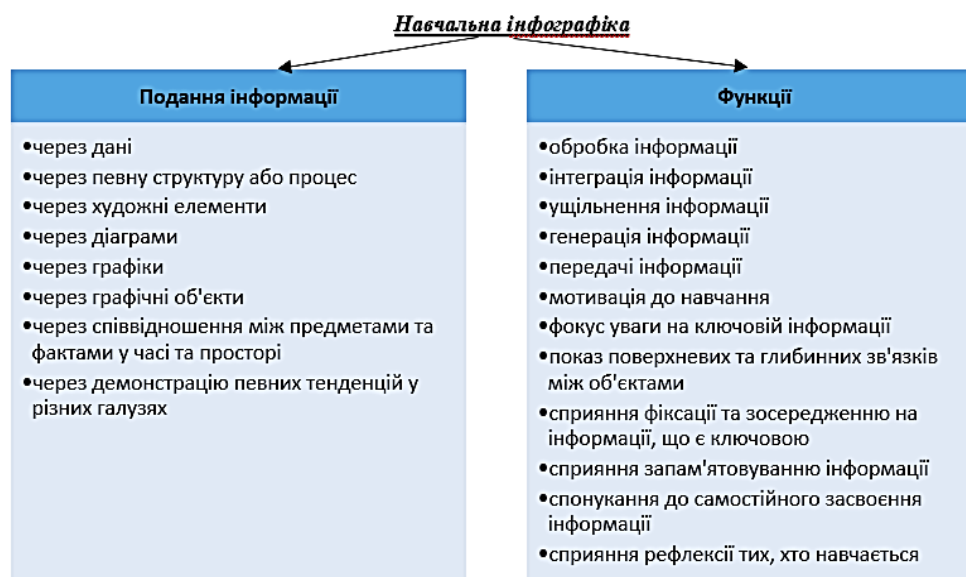 Навчальна інфографіка
Подання інформації
•через дані
•через певну структуру або процес
•через художні елементи
•через діаграми
•через графіки
•через графічні об'єкти
•через співвідношення між предметами та
фактами у часі та просторі
•через демонстрацію певних тенденцій у
різних галузях
Функції
•обробка інформації
•інтеграція інформації
•ущільнення інформації
•генерація інформації
•передачі інформації
•мотивація до навчання
•фокус уваги на ключовій інформації
•показ поверхневих та глибинних зв'язків
між об'єктами
•сприяння фіксації та зосередженню на
інформації, що є ключовою
•сприяння запам'ятовуванню інформації
•спонукання до самостійного засвоєння
інформації
•сприяння рефлексії тих, хто навчається